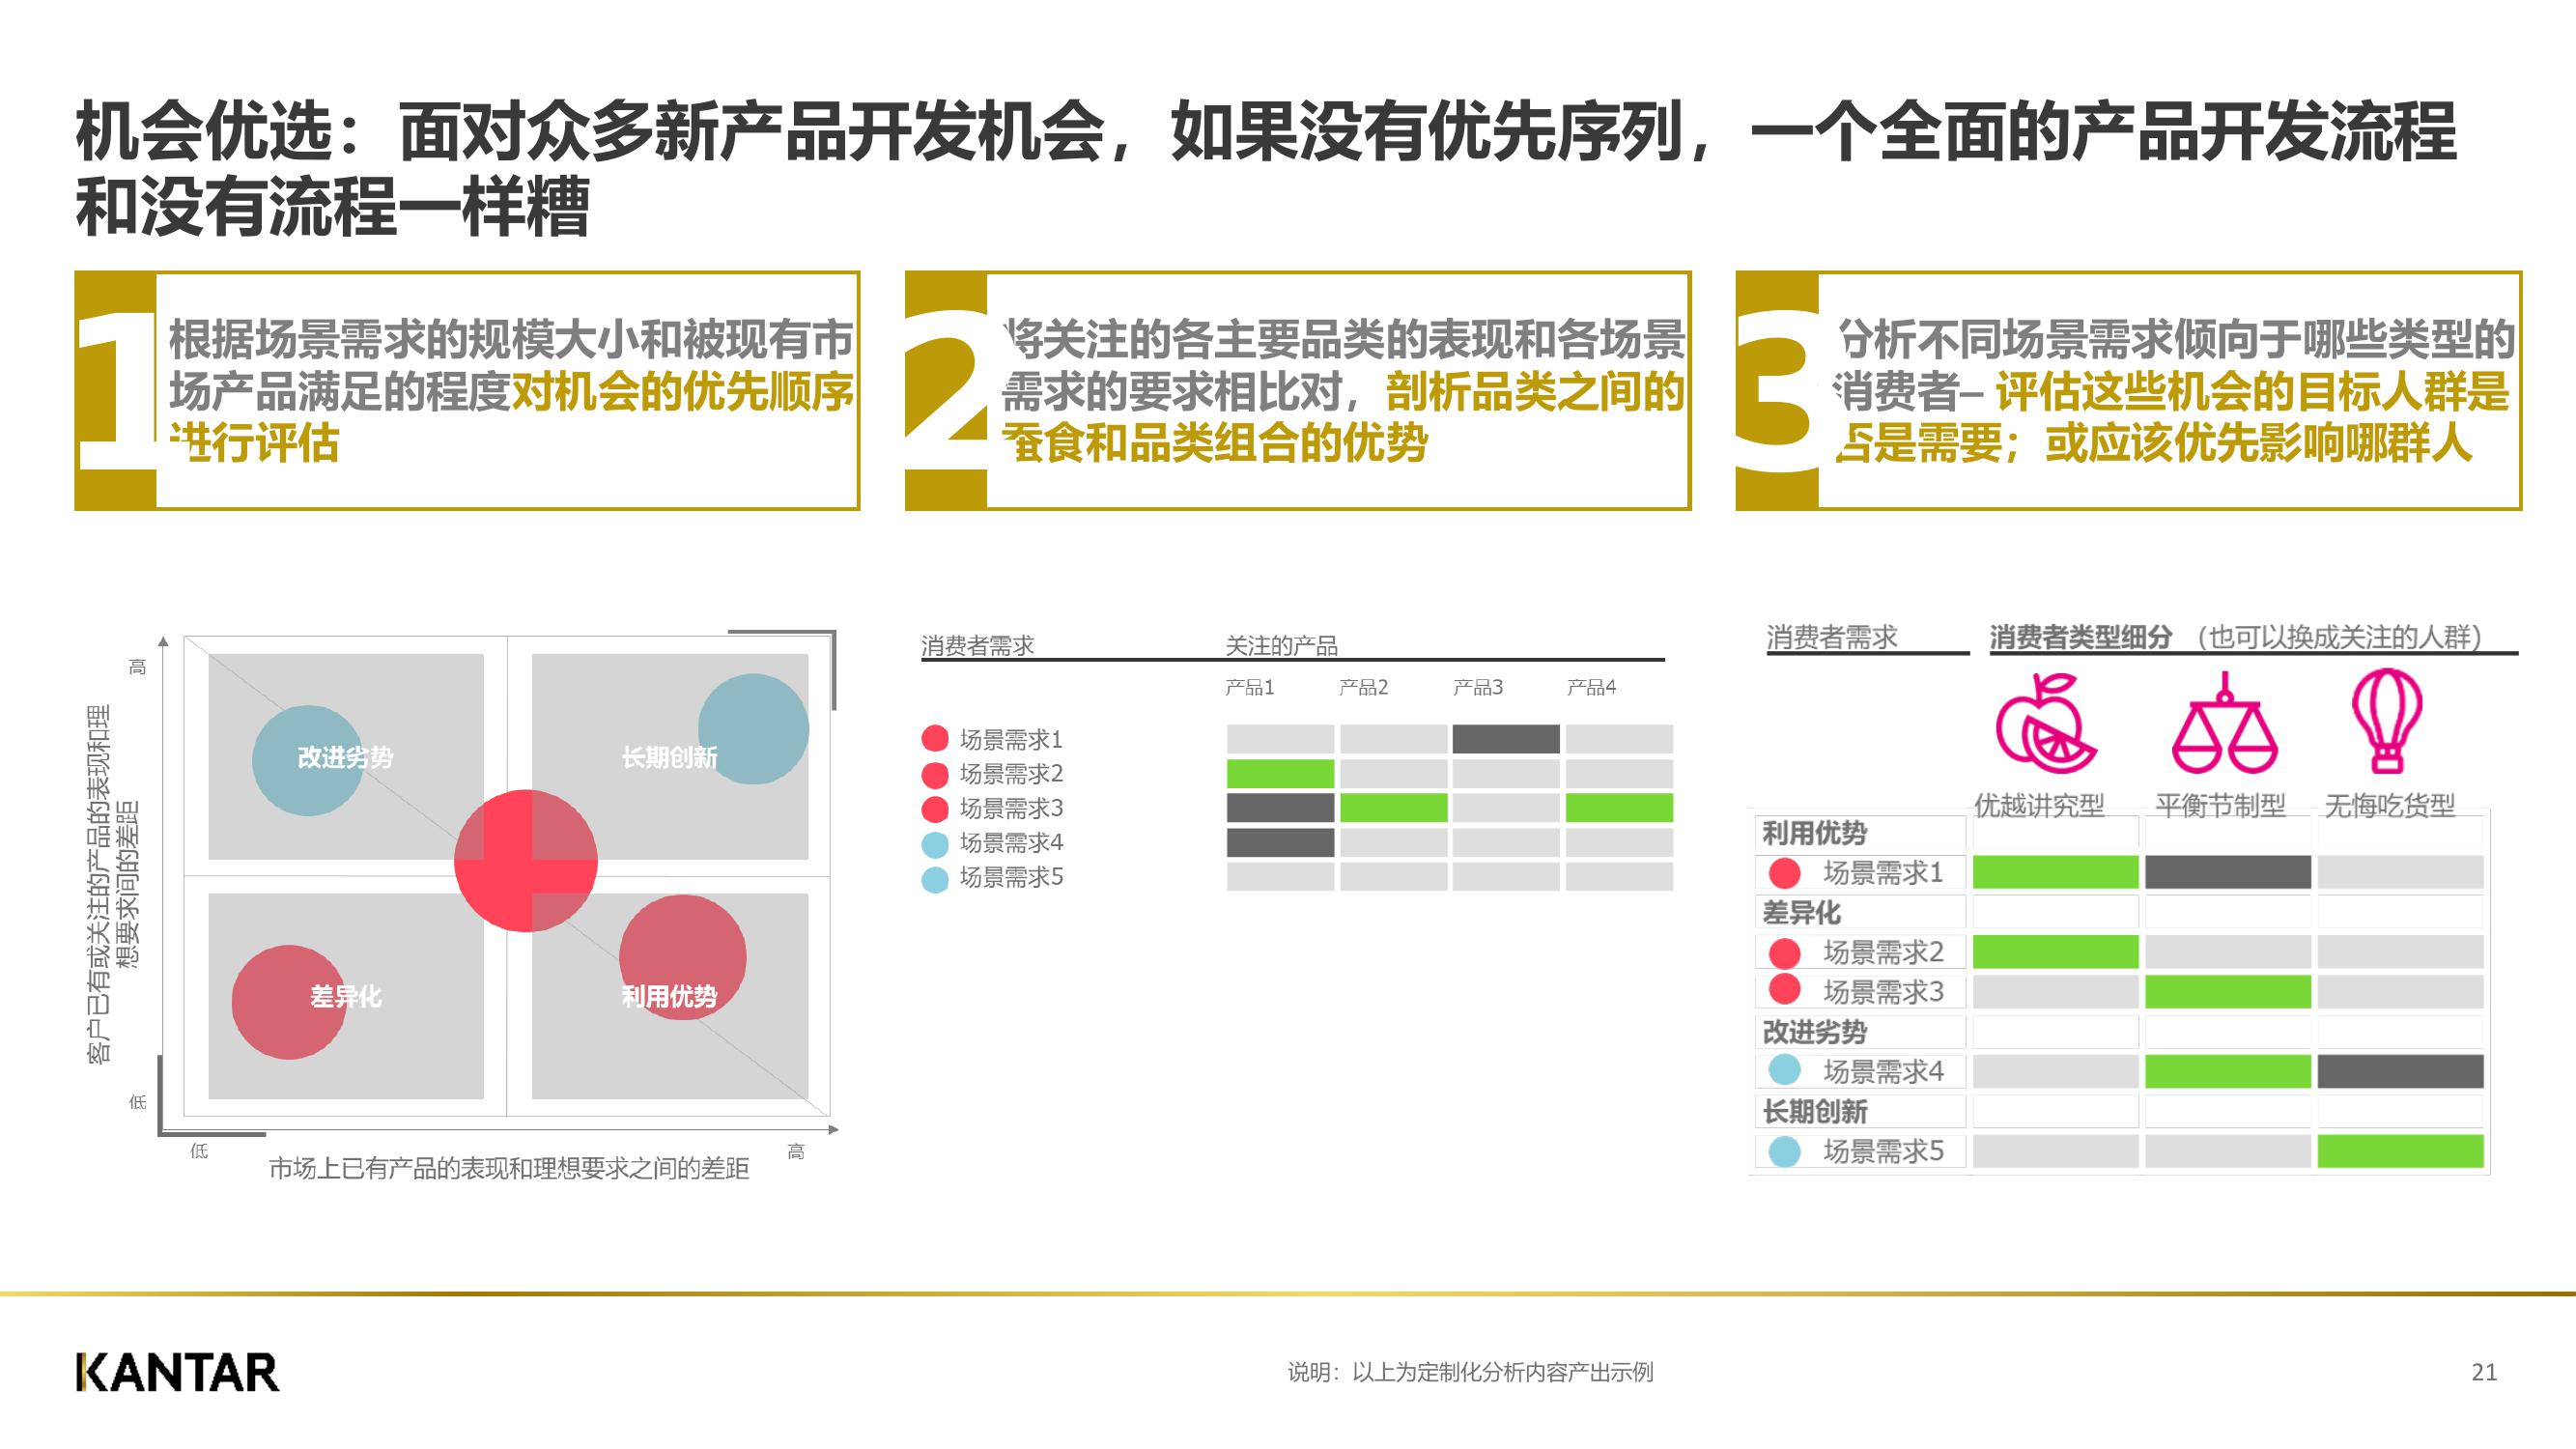 机会优选：面对众多新产品开发机会，如果没有优先序列，一个全面的产品开发流程
和没有流程一样糟
1
根据场景需求的规模大小和被现有市
场产品满足的程度对机会的优先顺序
进行评估
2
将关注的各主要品类的表现和各场景
需求的要求相比对，剖析品类之间的
蚕食和品类组合的优势
3
分析不同场景需求倾向于哪些类型的
消费者– 评估这些机会的目标人群是
否是需要；或应该优先影响哪群人
客户已有或关注的产品的表现和理
想要求间的差距
高
低
改进劣势
长期创新
差异化
利用优势
低
高
市场上已有产品的表现和理想要求之间的差距
消费者需求 关注的产品
产品1 产品2 产品3 产品4
场景需求1
场景需求2
场景需求3
场景需求4
场景需求5
消费者需求 消费者类型细分 （也可以换成关注的人群）
优越讲究型 平衡节制型 无悔吃货型
利用优势
场景需求1
差异化
场景需求2
场景需求3
改进劣势
场景需求4
长期创新
场景需求5
KANTAR
说明：以上为定制化分析内容产出示例
21